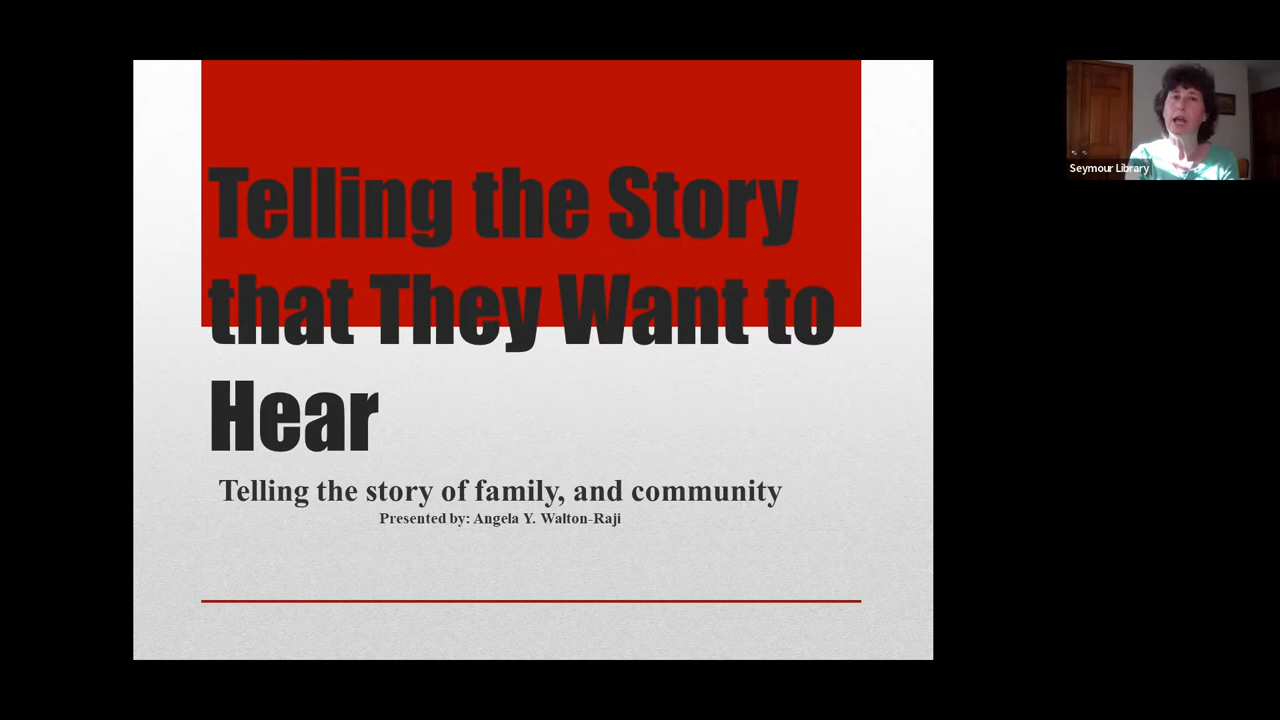 Telling the Story
that They Want to
Hear
Telling the story of family, and community
Presented by: Angela Y. Walton-Raji
Seymour Library